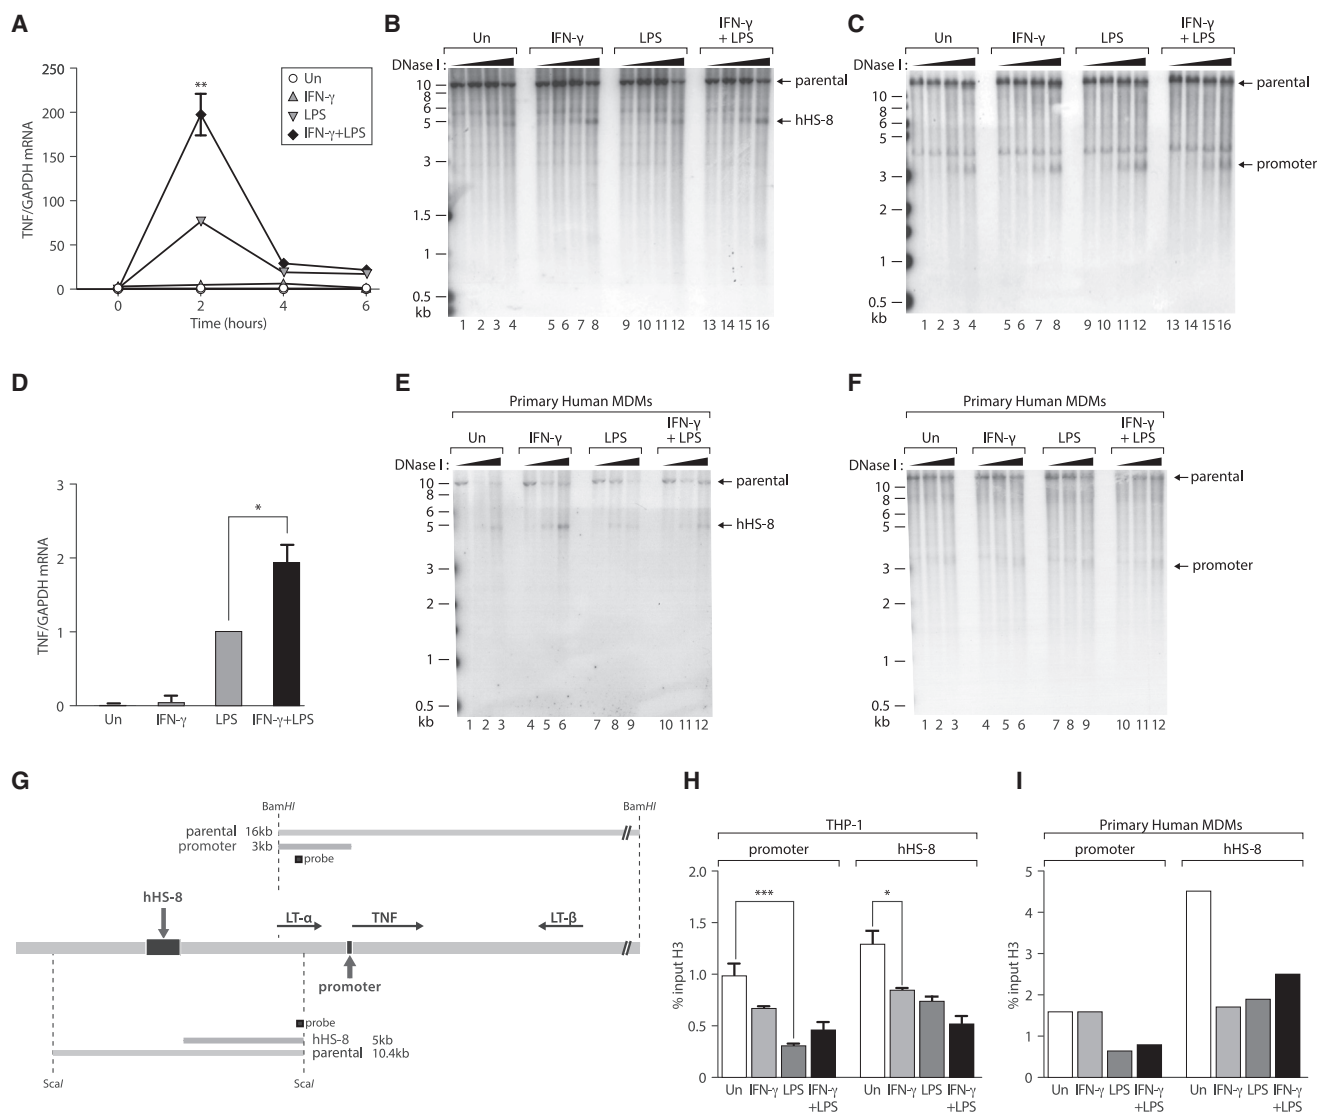 A
TNF/GAPDH mRNA
250
200
150
100
50
0
**
Un
IFN-γ
LPS
IFN-γ+LPS
0 2 4 6
Time (hours)
B
Un IFN-γ LPS IFN-γ + LPS
DNase I :
10
8
6
5
3
1.5
1
0.5
kb
parental
hHS-8
1 2 3 4 5 6 7 8 9 10 11 12 13 14 15 16
C
Un IFN-γ LPS IFN-γ + LPS
DNase I :
10
8
6
5
3
2
1
0.5
kb
parental
promoter
1 2 3 4 5 6 7 8 9 10 11 12 13 14 15 16
D
TNF/GAPDH mRNA
3
2
1
0
*
Un IFN-γ LPS IFN-γ+LPS
E
Primary Human MDMs
Un IFN-γ LPS IFN-γ + LPS
DNase I :
10
8
6
5
3
2
1
0.5
kb
parental
hHS-8
1 2 3 4 5 6 7 8 9 10 11 12
F
Primary Human MDMs
Un IFN-γ LPS IFN-γ + LPS
DNase I :
10
8
6
5
3
2
1
0.5
kb
parental
promoter
1 2 3 4 5 6 7 8 9 10 11 12
G
BamHI BamHI
parental 16kb
promoter 3kb
probe
hHS-8
LT-α TNF LT-β
promoter
probe
hHS-8 5kb
parental 10.4kb
ScaI ScaI
H
THP-1
promoter hHS-8
% input H3
2.0
1.0
0.5
0
***
*
Un IFN-γ LPS IFN-γ +LPS Un IFN-γ LPS IFN-γ +LPS
I
Primary Human MDMs
promoter hHS-8
% input H3
5
4
3
2
1
0
Un IFN-γ LPS IFN-γ +LPS Un IFN-γ LPS IFN-γ +LPS